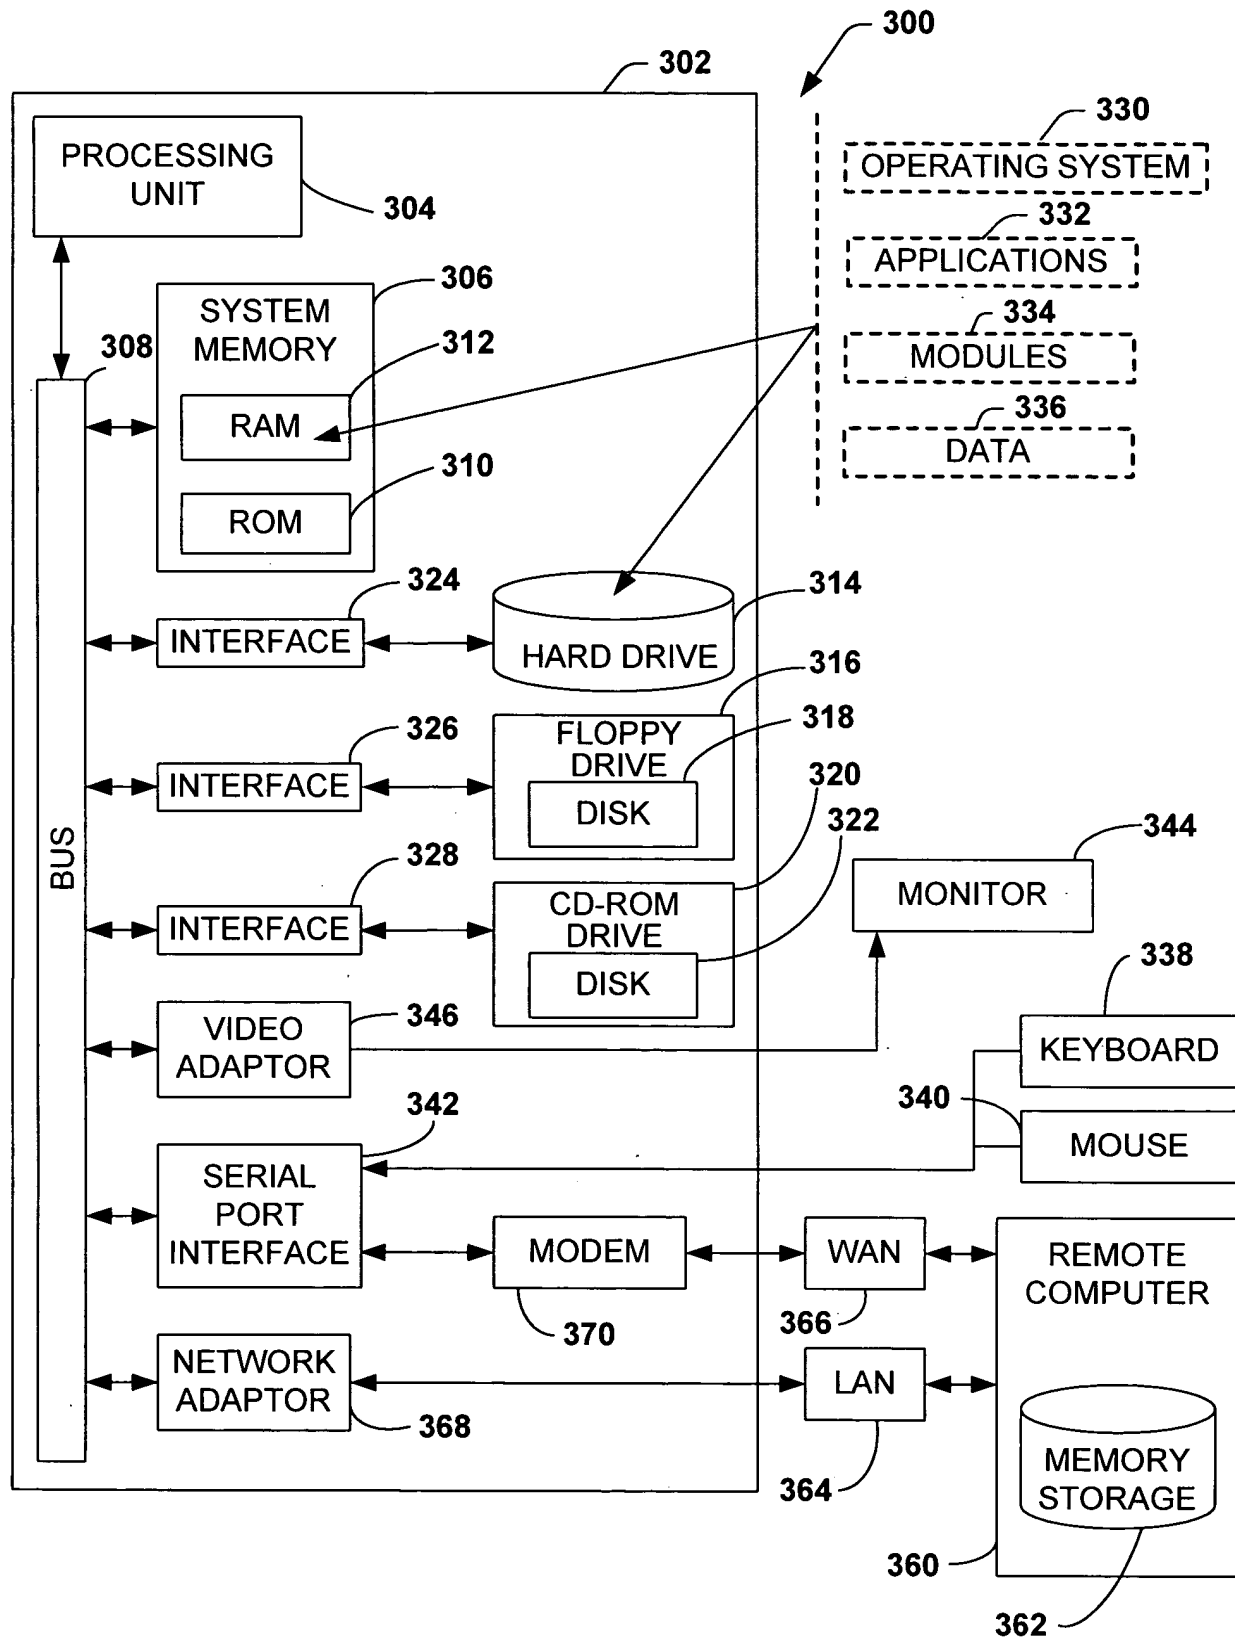 300
302
330
PROCESSING
UNIT
OPERATING SYSTEM
304
332
APPLICATIONS
306
SYSTEM
MEMORY
308
312
334
MODULES
RAM
336
DATA
310
ROM
324
314
INTERFACE
HARD DRIVE
316
326
318
FLOPPY
DRIVE
INTERFACE
320
DISK
322
344
BUS
328
MONITOR
CD-ROM
DRIVE
INTERFACE
338
DISK
346
VIDEO
ADAPTOR
KEYBOARD
342
340
MOUSE
SERIAL
PORT
INTERFACE
MODEM
WAN
REMOTE
COMPUTER
370
366
NETWORK
ADAPTOR
LAN
368
364
MEMORY
STORAGE
360
362